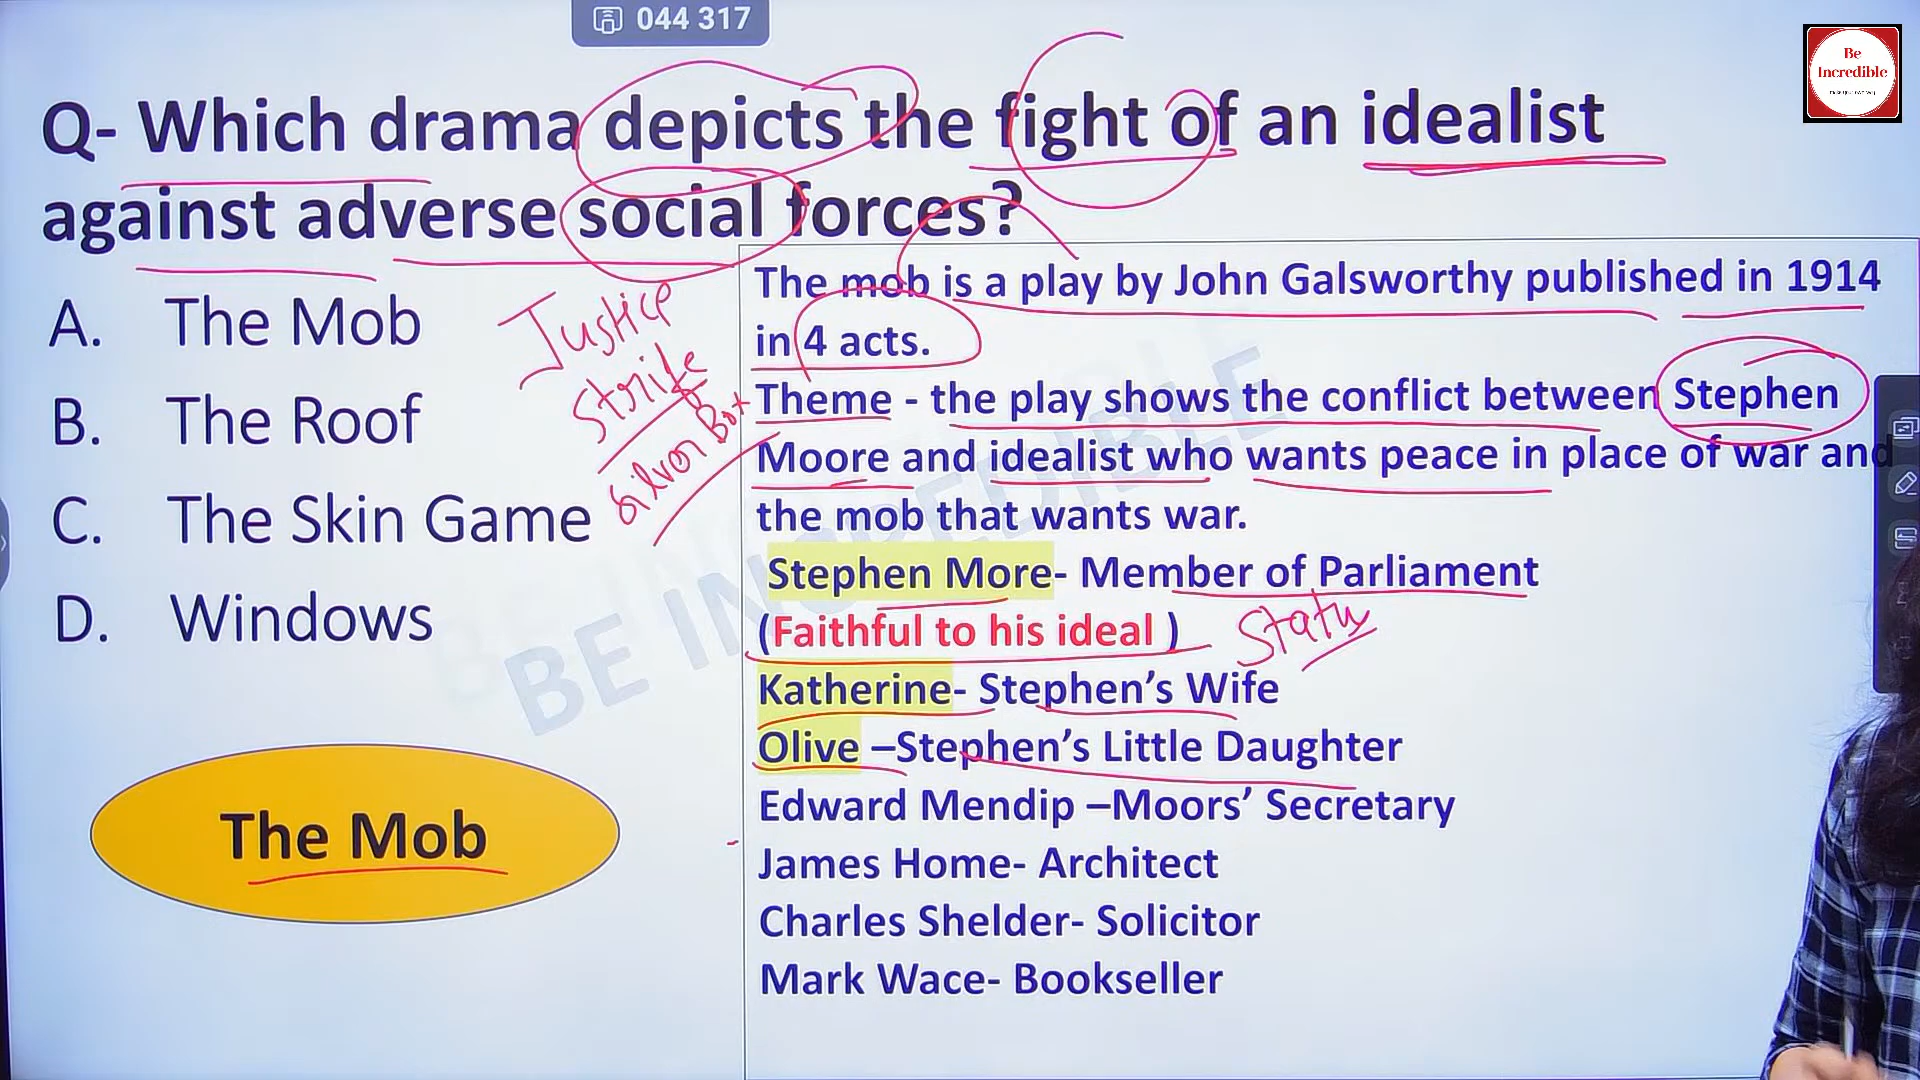 044 317
Be
Incredible
Q- Which drama depicts the fight of an idealist
against adverse social forces?
A. The Mob
B. The Roof
C. The Skin Game
D. Windows
Justice
Strife
Silver Box
The Mob
The mob is a play by John Galsworthy published in 1914
in 4 acts.
Theme - the play shows the conflict between Stephen
Moore and idealist who wants peace in place of war and
the mob that wants war.
Stephen More- Member of Parliament
(Faithful to his ideal )
Katherine- Stephen’s Wife
Olive –Stephen’s Little Daughter
Edward Mendip –Moors’ Secretary
James Home- Architect
Charles Shelder- Solicitor
Mark Wace- Bookseller
BE INCREDIBLE